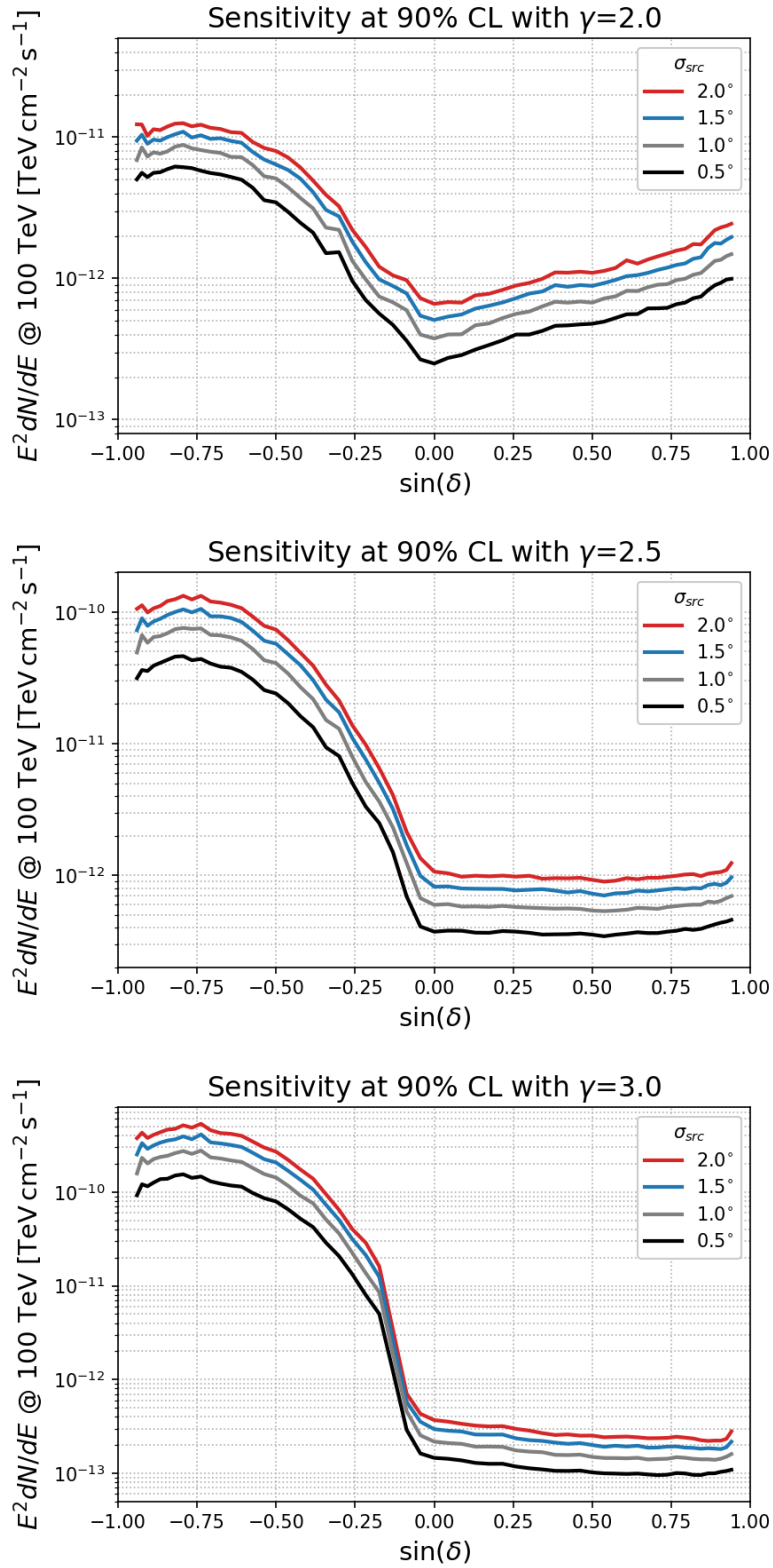 Sensitivity at 90% CL with γ=2.0
E²dN/dE @ 100 TeV [TeV cm⁻² s⁻¹]
10⁻¹¹
10⁻¹²
10⁻¹³
σsrc
2.0°
1.5°
1.0°
0.5°
−1.00 −0.75 −0.50 −0.25 0.00 0.25 0.50 0.75 1.00
sin(δ)
Sensitivity at 90% CL with γ=2.5
E²dN/dE @ 100 TeV [TeV cm⁻² s⁻¹]
10⁻¹⁰
10⁻¹¹
10⁻¹²
σsrc
2.0°
1.5°
1.0°
0.5°
−1.00 −0.75 −0.50 −0.25 0.00 0.25 0.50 0.75 1.00
sin(δ)
Sensitivity at 90% CL with γ=3.0
E²dN/dE @ 100 TeV [TeV cm⁻² s⁻¹]
10⁻¹⁰
10⁻¹¹
10⁻¹²
10⁻¹³
σsrc
2.0°
1.5°
1.0°
0.5°
−1.00 −0.75 −0.50 −0.25 0.00 0.25 0.50 0.75 1.00
sin(δ)